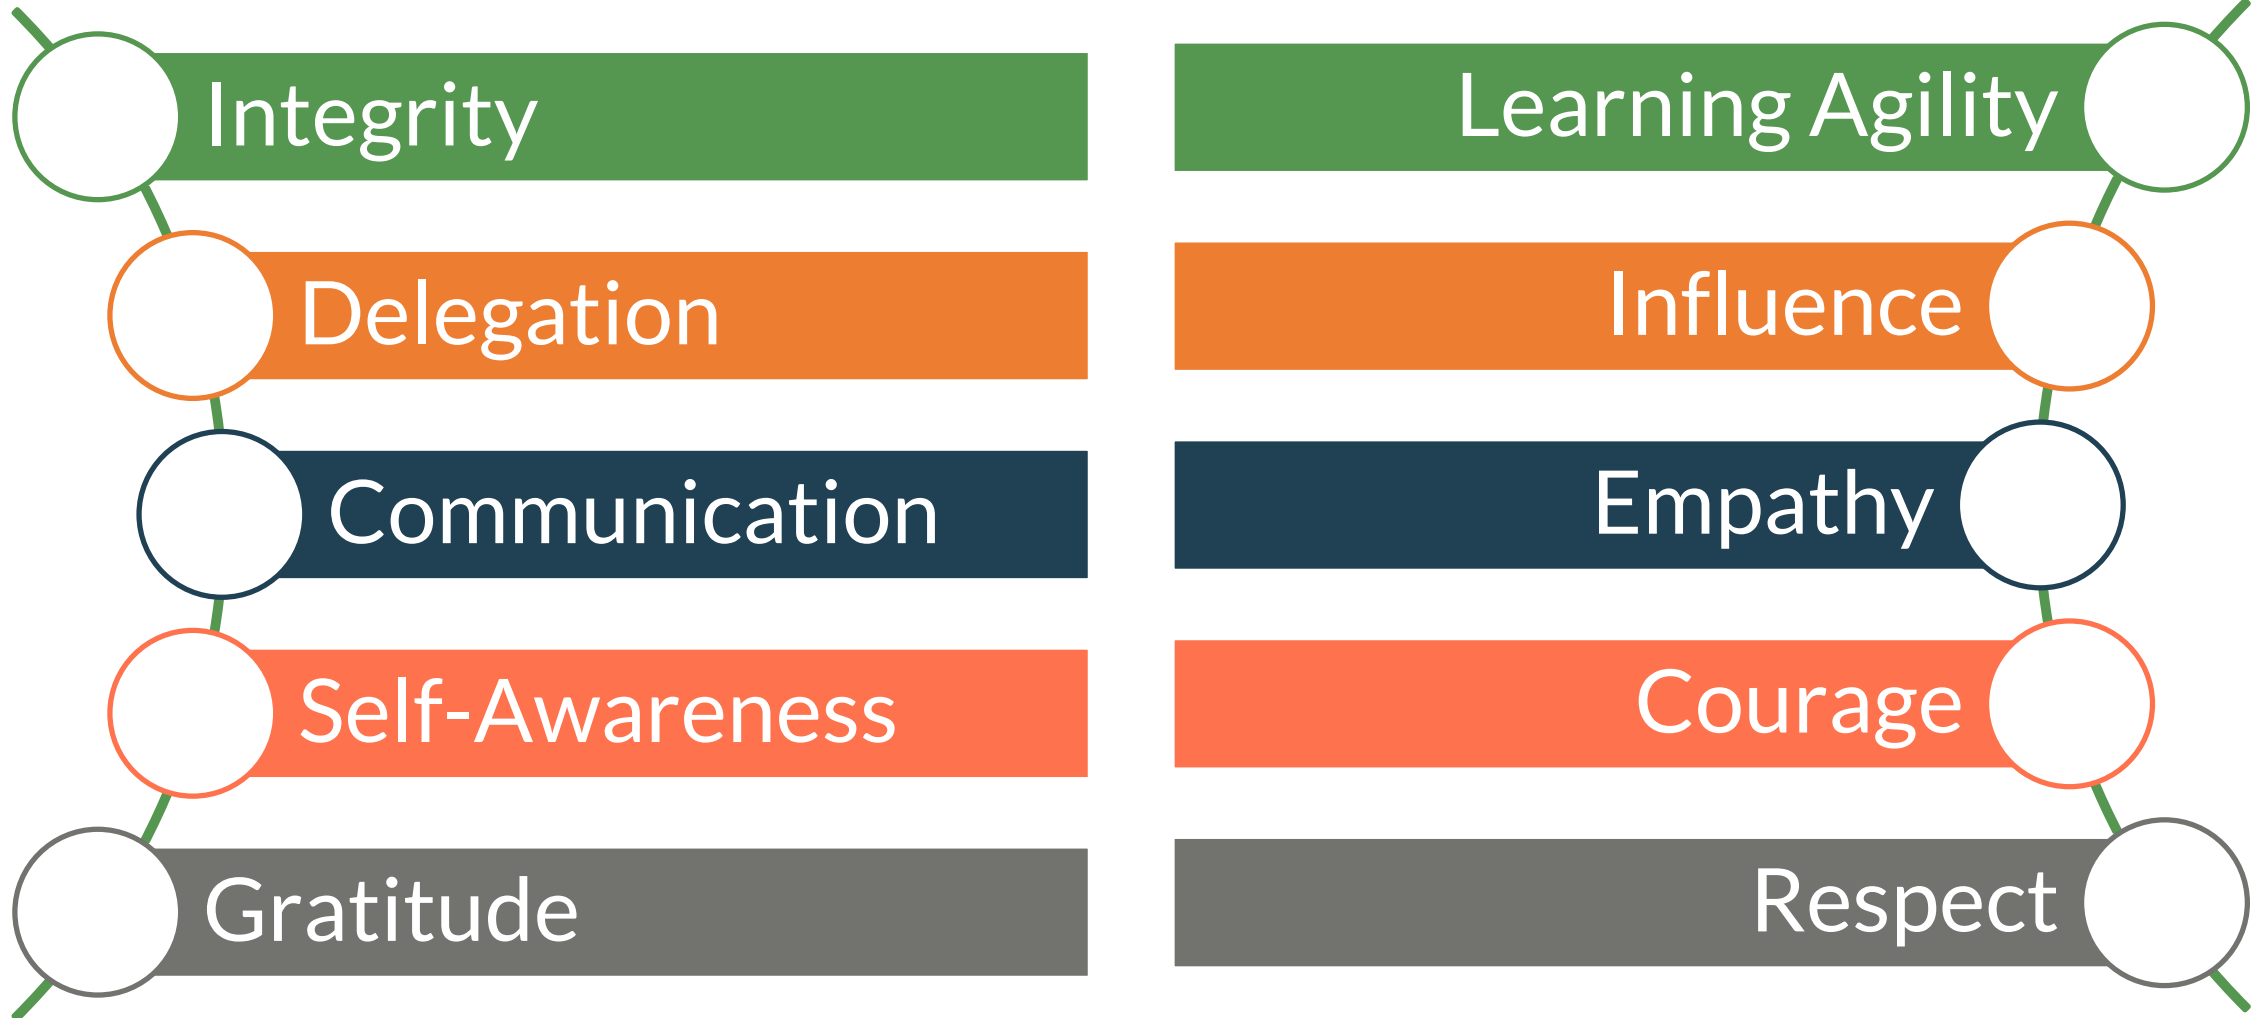 Integrity
Delegation
Communication
Self-Awareness
Gratitude
Learning Agility
Influence
Empathy
Courage
Respect